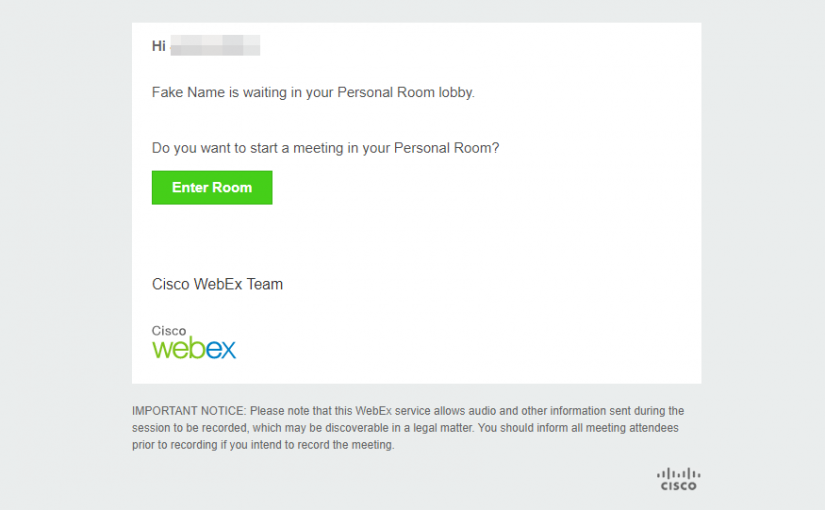 Hi
Fake Name is waiting in your Personal Room lobby.
Do you want to start a meeting in your Personal Room?
Enter Room
Cisco WebEx Team
Cisco
webex
IMPORTANT NOTICE: Please note that this WebEx service allows audio and other information sent during the
session to be recorded, which may be discoverable in a legal matter. You should inform all meeting attendees
prior to recording if you intend to record the meeting.
CISCO